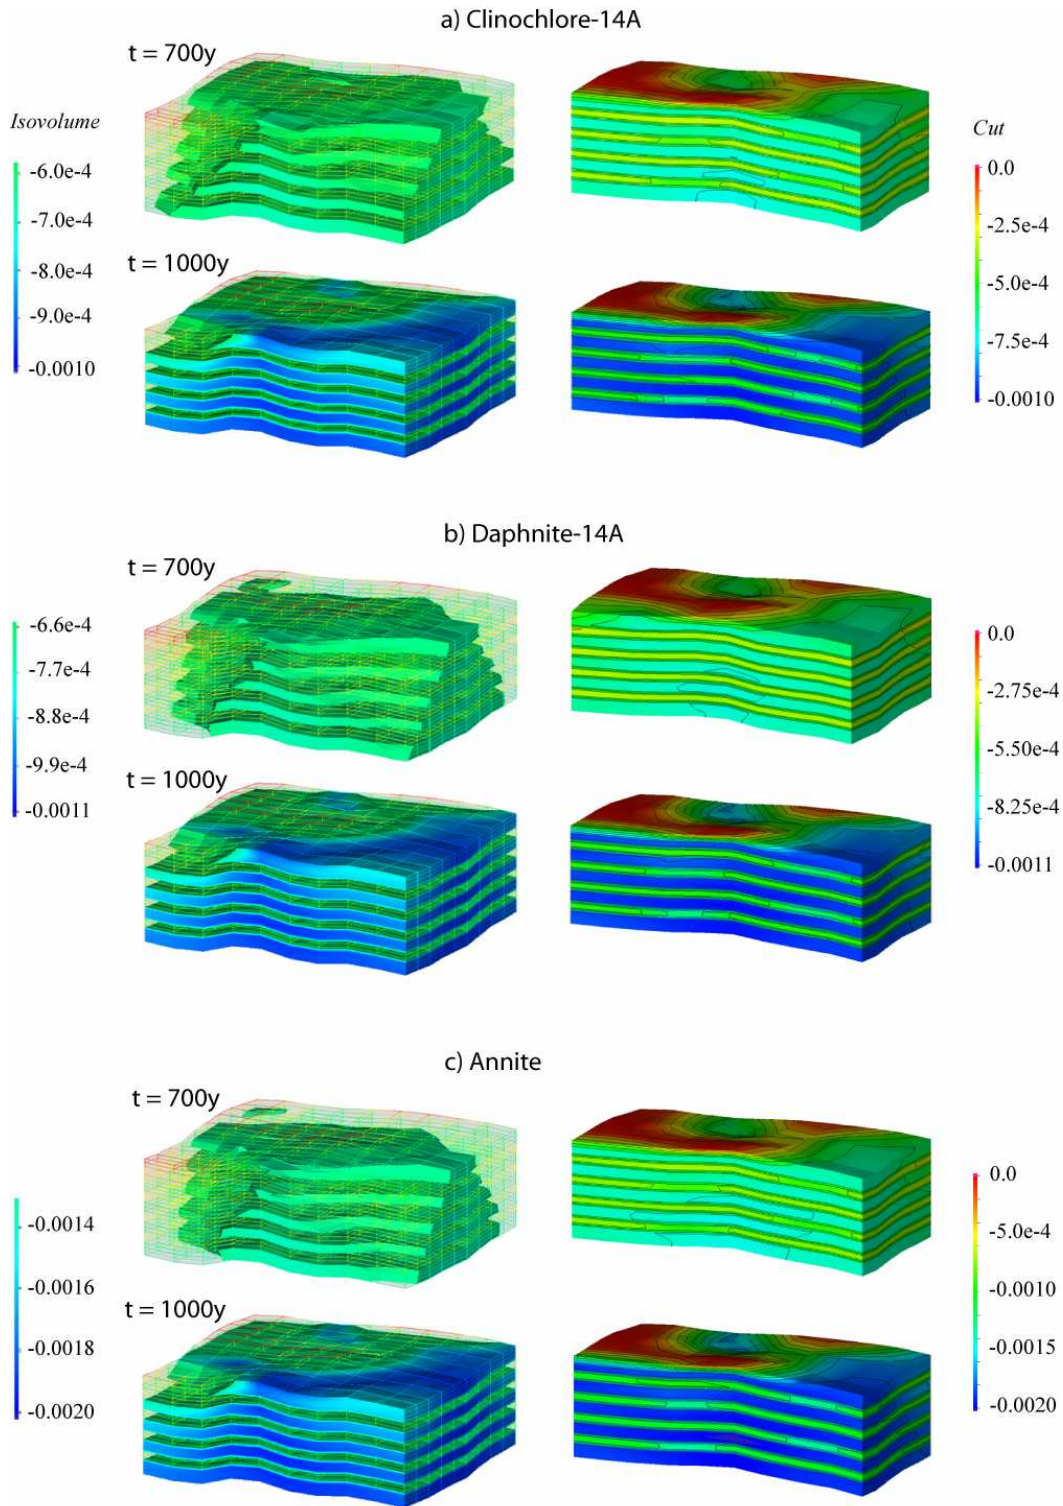 a) Clinochlore-14A
t = 700y
Isovolume
-6.0e-4
-7.0e-4
-8.0e-4
-9.0e-4
-0.0010
Cut
0.0
-2.5e-4
-5.0e-4
-7.5e-4
-0.0010
t = 1000y
b) Daphnite-14A
t = 700y
-6.6e-4
-7.7e-4
-8.8e-4
-9.9e-4
-0.0011
0.0
-2.75e-4
-5.50e-4
-8.25e-4
-0.0011
t = 1000y
c) Annite
t = 700y
-0.0014
-0.0016
-0.0018
-0.0020
0.0
-5.0e-4
-0.0010
-0.0015
-0.0020
t = 1000y